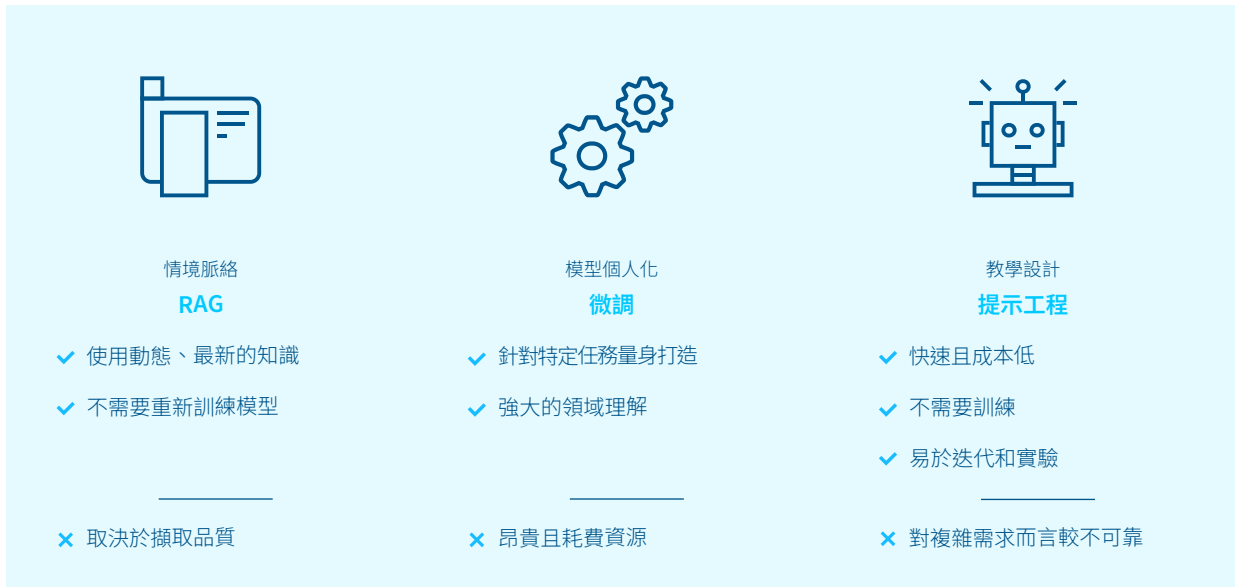 情境脈絡
RAG
使用動態、最新的知識
不需要重新訓練模型
取決於擷取品質
模型個人化
微調
針對特定任務量身打造
強大的領域理解
昂貴且耗費資源
教學設計
提示工程
快速且成本低
不需要訓練
易於迭代和實驗
對複雜需求而言較不可靠